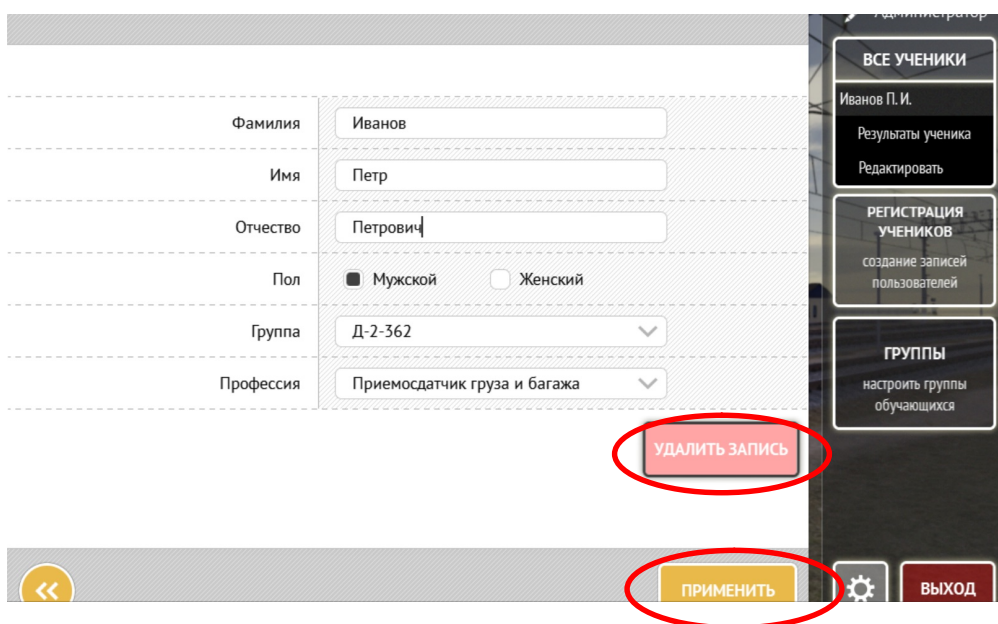 Фамилия Иванов
Имя Петр
Отчество Петрович
Пол Мужской Женский
Группа Д-2-362
Профессия Приемосдатчик груза и багажа
УДАЛИТЬ ЗАПИСЬ
ПРИМЕНИТЬ
Администратор
ВСЕ УЧЕНИКИ
Иванов П. И.
Результаты ученика
Редактировать
РЕГИСТРАЦИЯ
УЧЕНИКОВ
создание записей
пользователей
ГРУППЫ
настроить группы
обучающихся
ВЫХОД